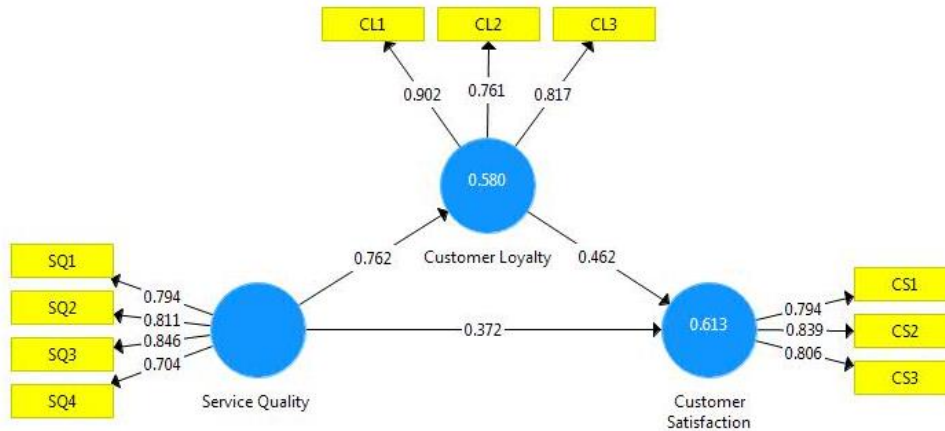 CL1
CL2
CL3
0.902
0.761
0.817
0.580
Customer Loyalty
0.762
0.462
SQ1
SQ2
SQ3
SQ4
0.794
0.811
0.846
0.704
Service Quality
0.372
0.613
Customer
Satisfaction
0.794
0.839
0.806
CS1
CS2
CS3